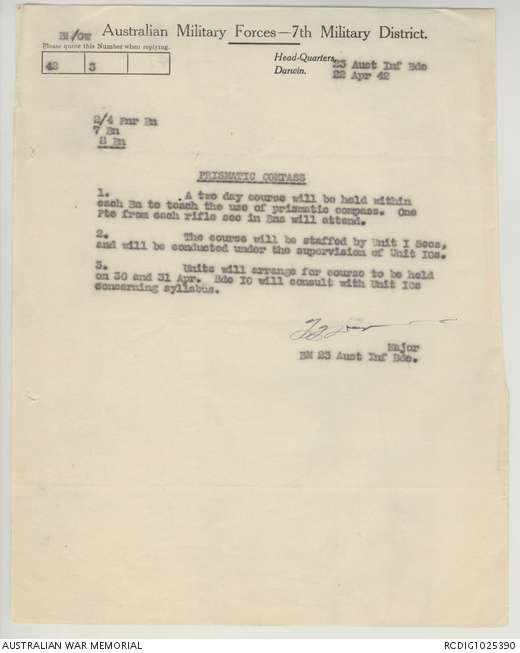 BM/GW Australian Military Forces—7th Military District.
Please quote this Number when replying.
42 3
Head-Quarters, 23 Aust Inf Bde
Darwin. 22 Apr 42
2/4 Pnr Bn
7 Bn
8 Bn
PRISMATIC COMPASS
1. A two day course will be held within
each Bn to teach the use of prismatic compass. One
Pte from each rifle sec in Bns will attend.
2. The course will be staffed by Unit I Secs,
and will be conducted under the supervision of Unit IOs.
3. Units will arrange for course to be held
on 30 and 31 Apr. Bde IO will consult with Unit IOs
concerning syllabus.
Major
BM 23 Aust Inf Bde.
AUSTRALIAN WAR MEMORIAL
RCDIG1025390